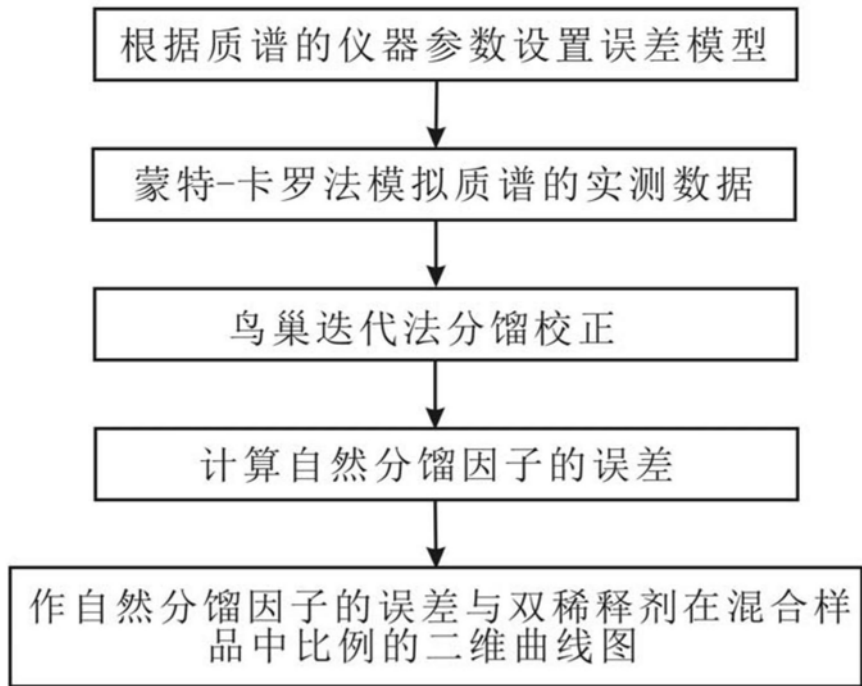 根据质谱的仪器参数设置误差模型
蒙特-卡罗法模拟质谱的实测数据
鸟巢迭代法分馏校正
计算自然分馏因子的误差
作自然分馏因子的误差与双稀释剂在混合样
品中比例的二维曲线图